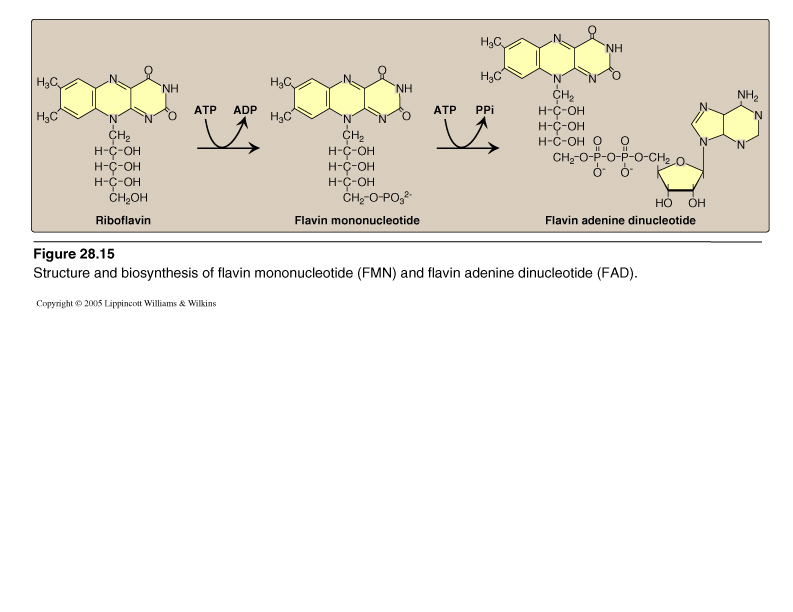 O
H₃C
N
NH
H₃C
N
N
O
CH₂
H–C–OH
H–C–OH
H–C–OH
CH₂OH
Riboflavin
ATP ADP
O
H₃C
N
NH
H₃C
N
N
O
CH₂
H–C–OH
H–C–OH
H–C–OH
CH₂–O–PO₃²⁻
Flavin mononucleotide
ATP PPi
O
H₃C
N
NH
H₃C
N
N
O
CH₂
H–C–OH
H–C–OH
H–C–OH O O
CH₂–O–P–O–P–O–CH₂ O
O⁻ O⁻
NH₂
N
N
N
N
HO OH
Flavin adenine dinucleotide
Figure 28.15
Structure and biosynthesis of flavin mononucleotide (FMN) and flavin adenine dinucleotide (FAD).
Copyright © 2005 Lippincott Williams & Wilkins